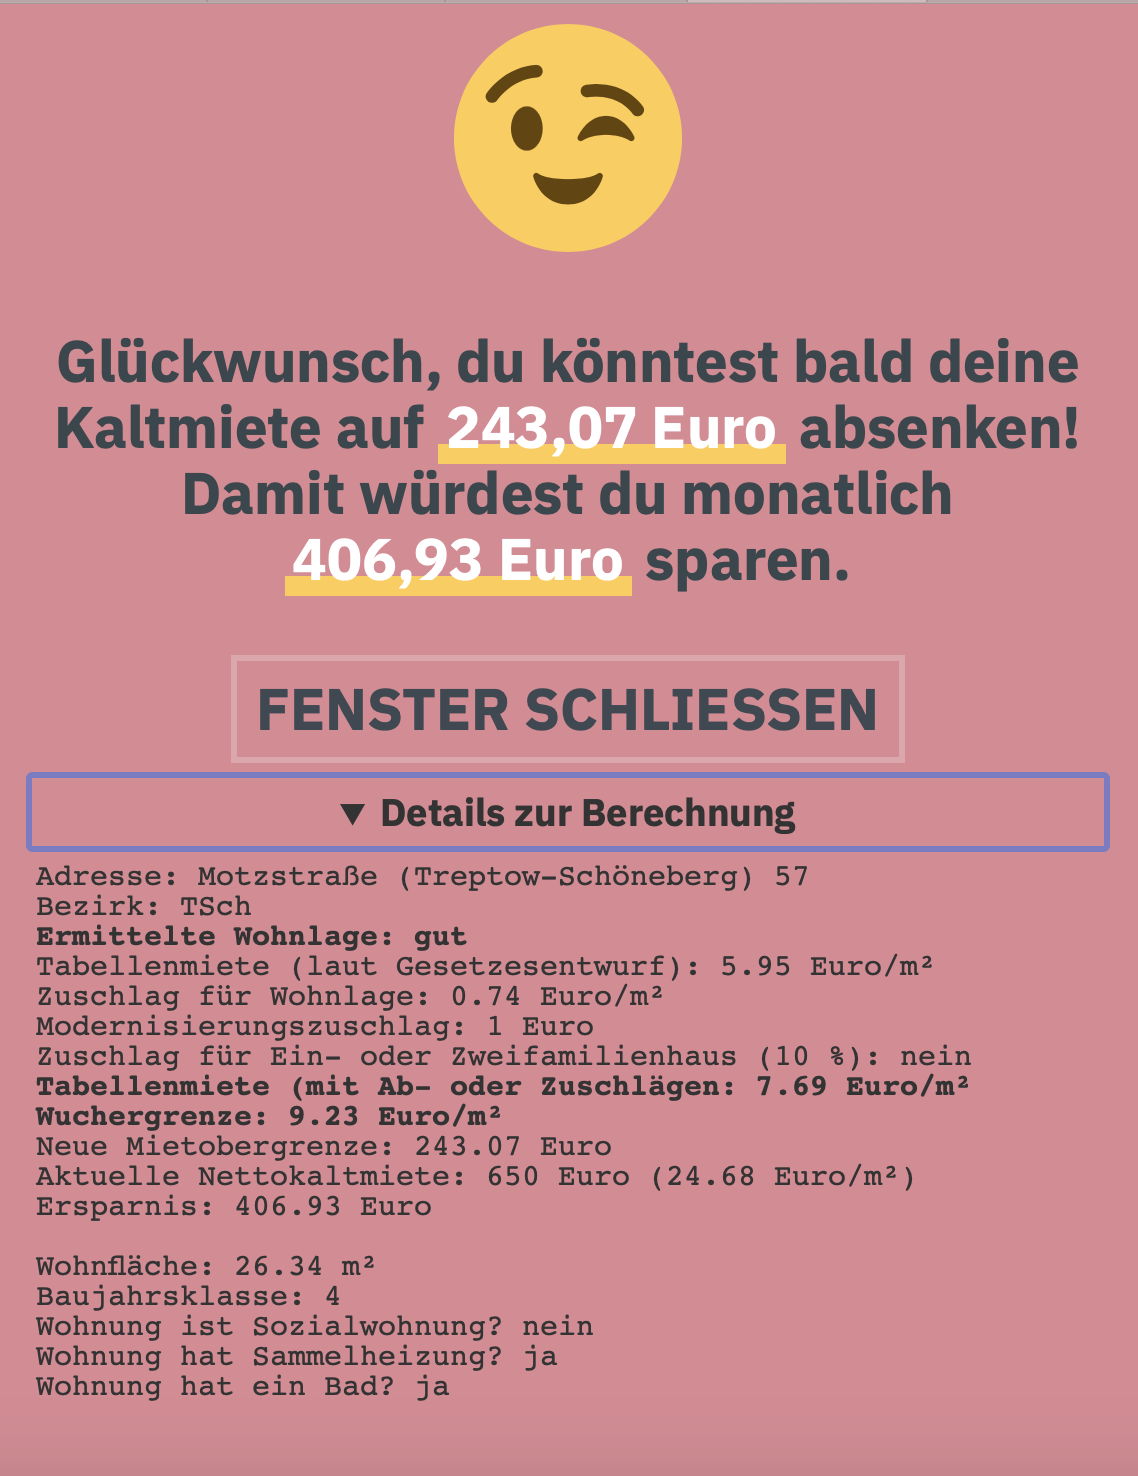 Glückwunsch, du könntest bald deine
Kaltmiete auf 243,07 Euro absenken!
Damit würdest du monatlich
406,93 Euro sparen.
FENSTER SCHLIESSEN
▼ Details zur Berechnung
Adresse: Motzstraße (Treptow-Schöneberg) 57
Bezirk: TSch
Ermittelte Wohnlage: gut
Tabellenmiete (laut Gesetzesentwurf): 5.95 Euro/m²
Zuschlag für Wohnlage: 0.74 Euro/m²
Modernisierungszuschlag: 1 Euro
Zuschlag für Ein- oder Zweifamilienhaus (10 %): nein
Tabellenmiete (mit Ab- oder Zuschlägen: 7.69 Euro/m²
Wuchergrenze: 9.23 Euro/m²
Neue Mietobergrenze: 243.07 Euro
Aktuelle Nettokaltmiete: 650 Euro (24.68 Euro/m²)
Ersparnis: 406.93 Euro
Wohnfläche: 26.34 m²
Baujahrsklasse: 4
Wohnung ist Sozialwohnung? nein
Wohnung hat Sammelheizung? ja
Wohnung hat ein Bad? ja